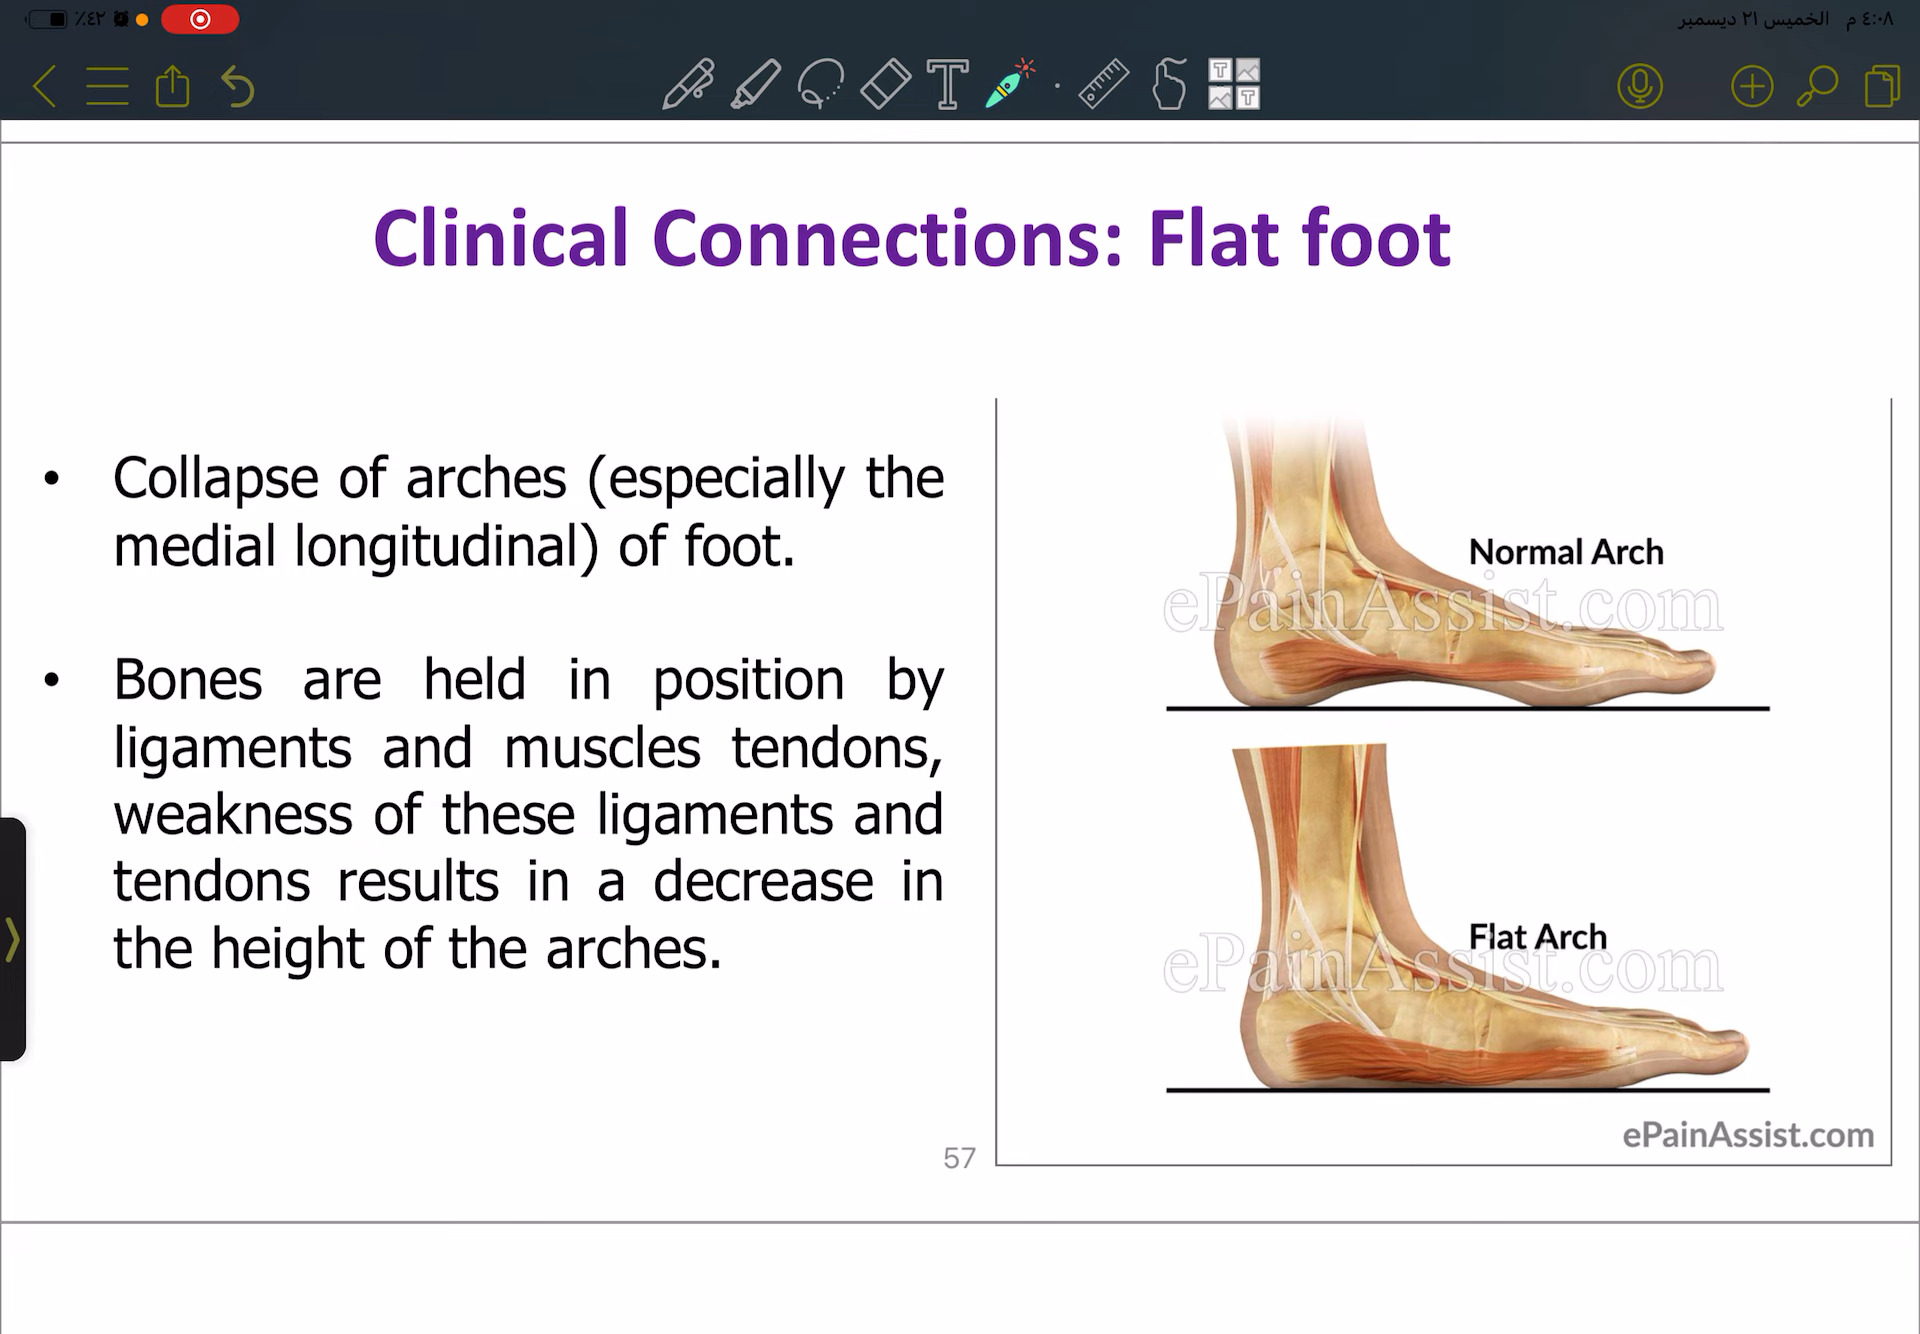 ٪٤٢
٤:٠٨ م الخميس ٢١ ديسمبر
Clinical Connections: Flat foot
• Collapse of arches (especially the
medial longitudinal) of foot.
• Bones are held in position by
ligaments and muscles tendons,
weakness of these ligaments and
tendons results in a decrease in
the height of the arches.
Normal Arch
ePainAssist.com
Flat Arch
ePainAssist.com
ePainAssist.com
57